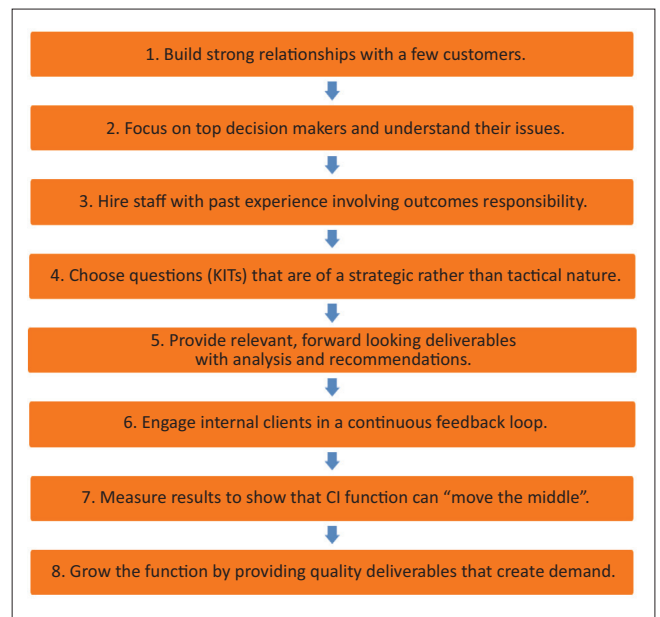 1. Build strong relationships with a few customers.
2. Focus on top decision makers and understand their issues.
3. Hire staff with past experience involving outcomes responsibility.
4. Choose questions (KITs) that are of a strategic rather than tactical nature.
5. Provide relevant, forward looking deliverables
with analysis and recommendations.
6. Engage internal clients in a continuous feedback loop.
7. Measure results to show that CI function can “move the middle”.
8. Grow the function by providing quality deliverables that create demand.